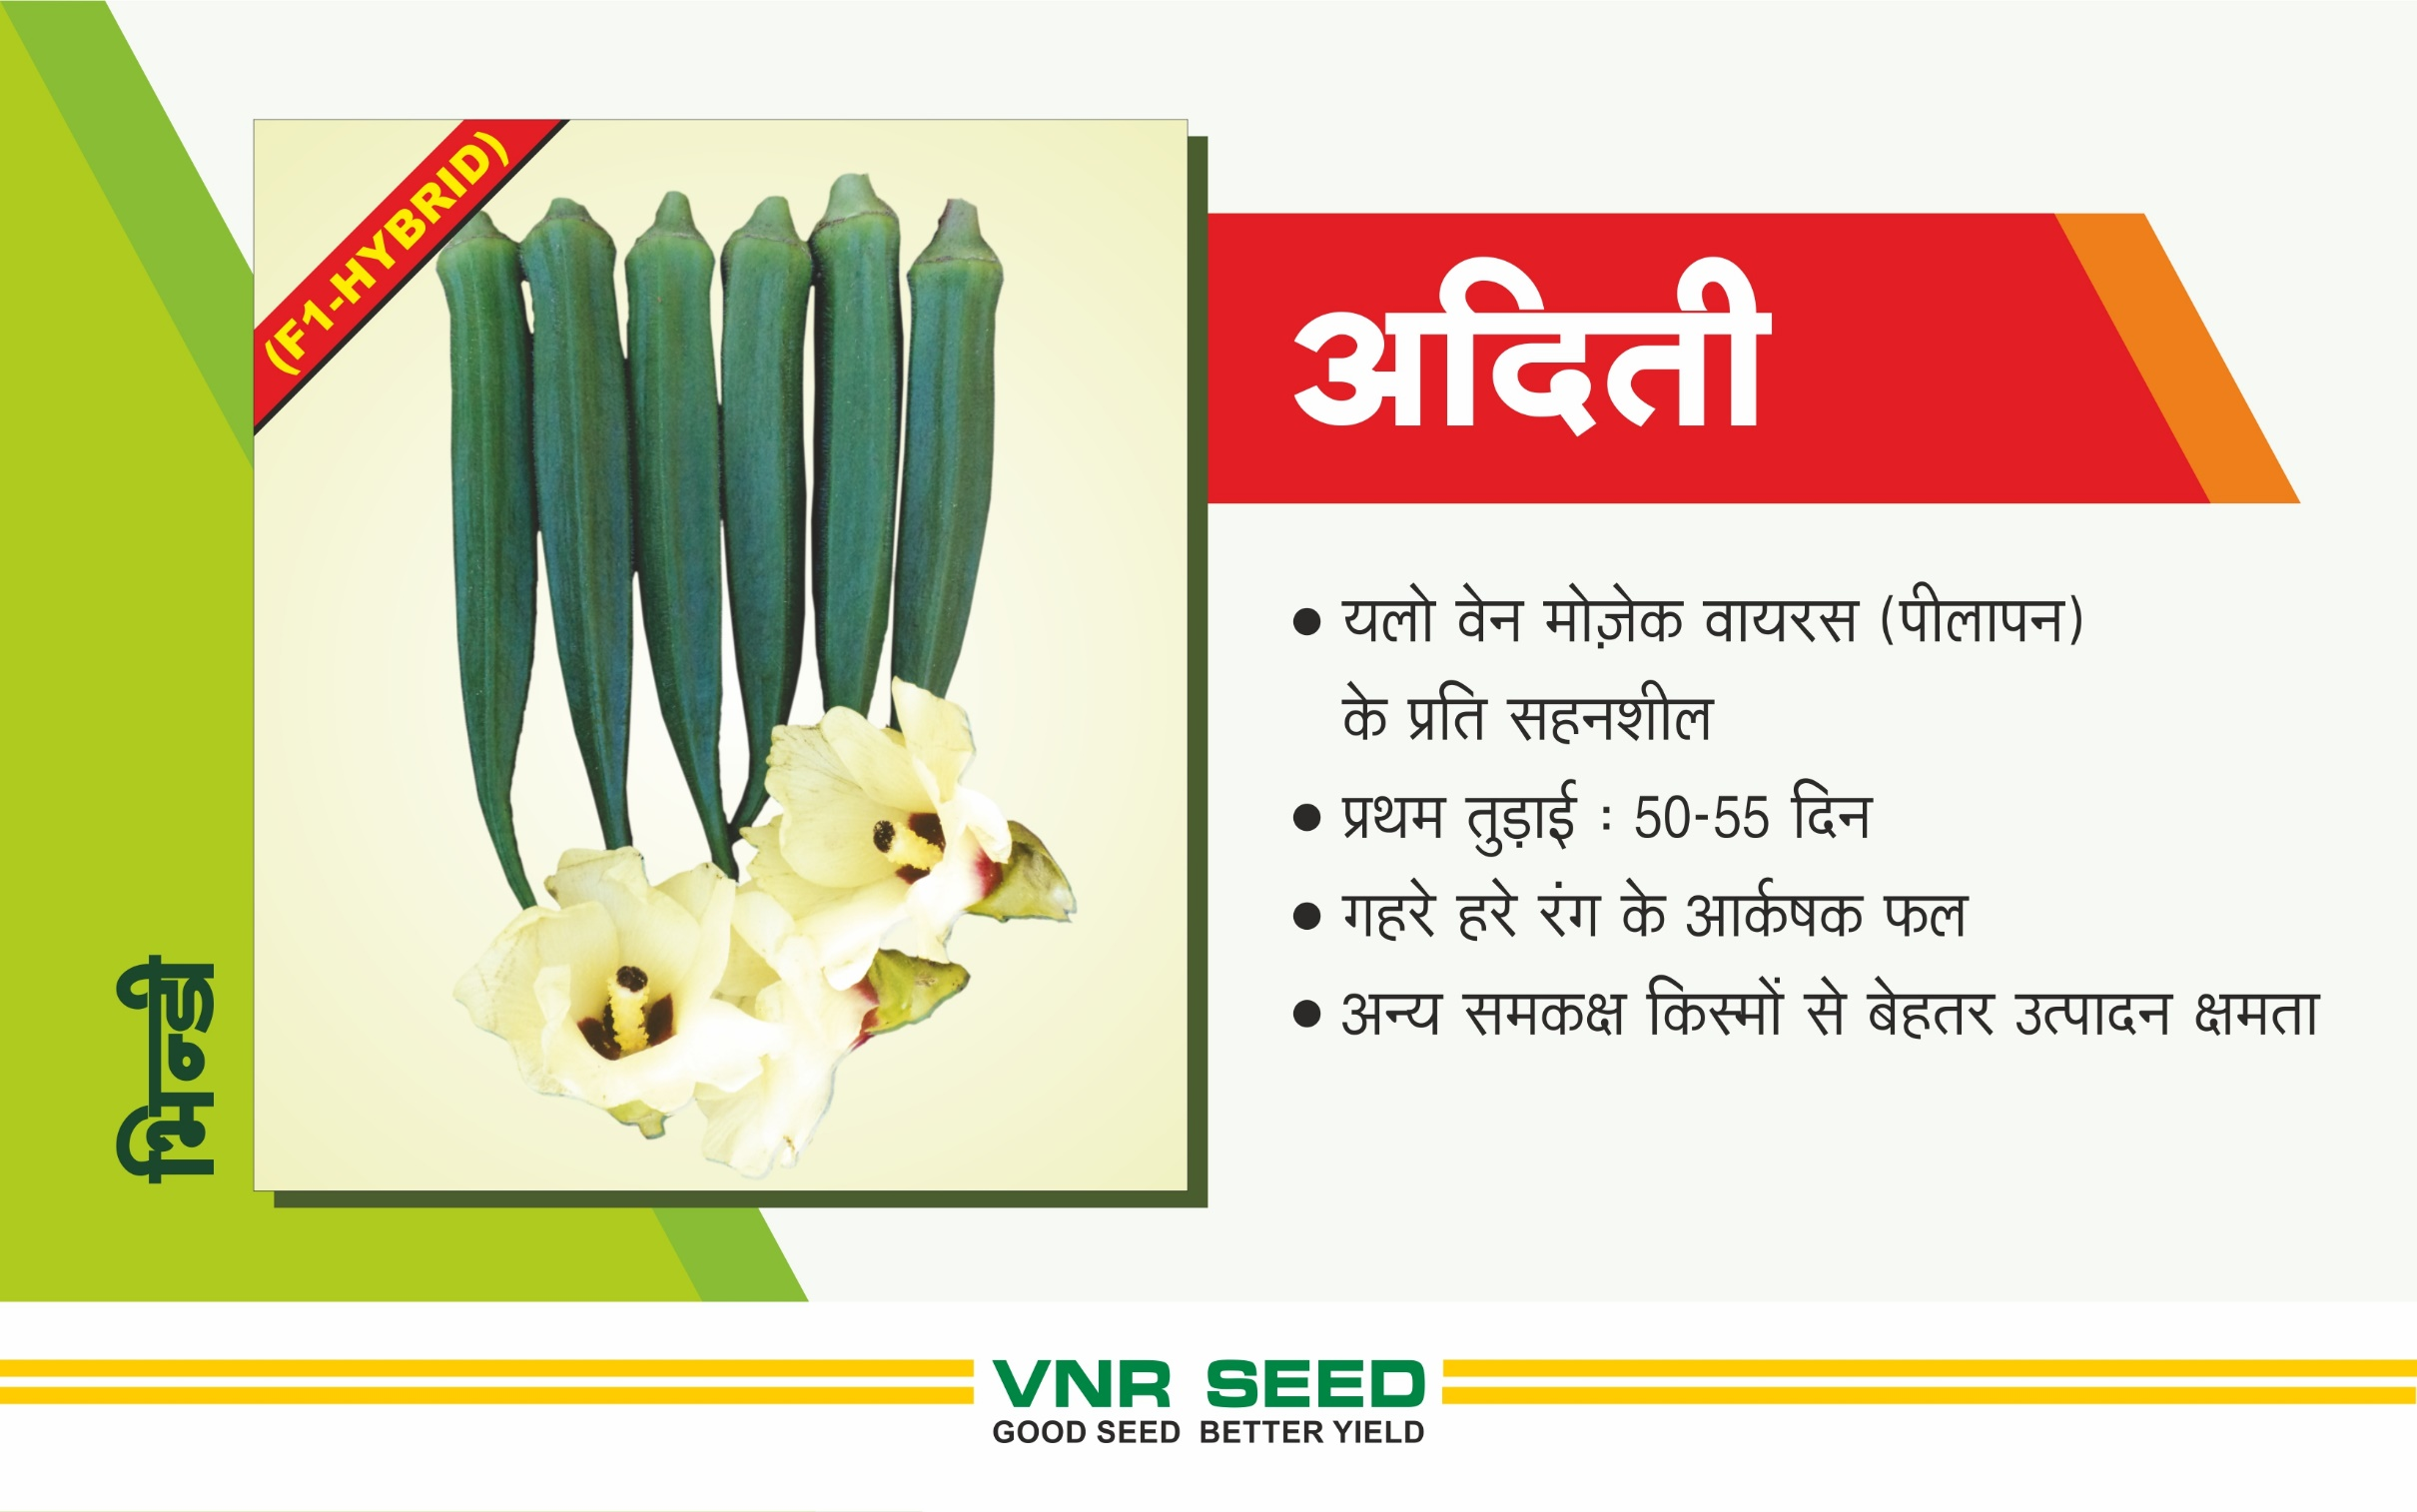 (F1-HYBRID)
अदिती
यलो वेन मोज़ेक वायरस (पीलापन)
के प्रति सहनशील
प्रथम तुड़ाई : 50-55 दिन
गहरे हरे रंग के आर्कषक फल
अन्य समकक्ष किस्मों से बेहतर उत्पादन क्षमता
भिन्डी
VNR SEED
GOOD SEED BETTER YIELD